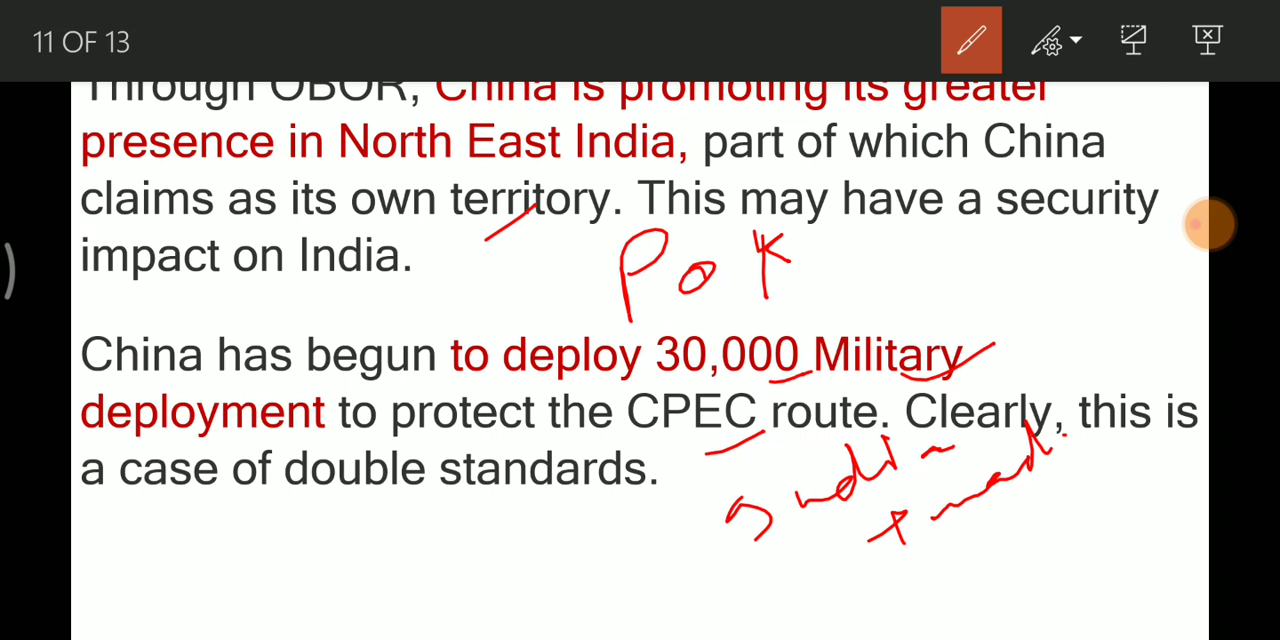 11 OF 13
Through OBOR, China is promoting its greater
presence in North East India, part of which China
claims as its own territory. This may have a security
impact on India.
PoK
China has begun to deploy 30,000 Military
deployment to protect the CPEC route. Clearly, this is
a case of double standards.